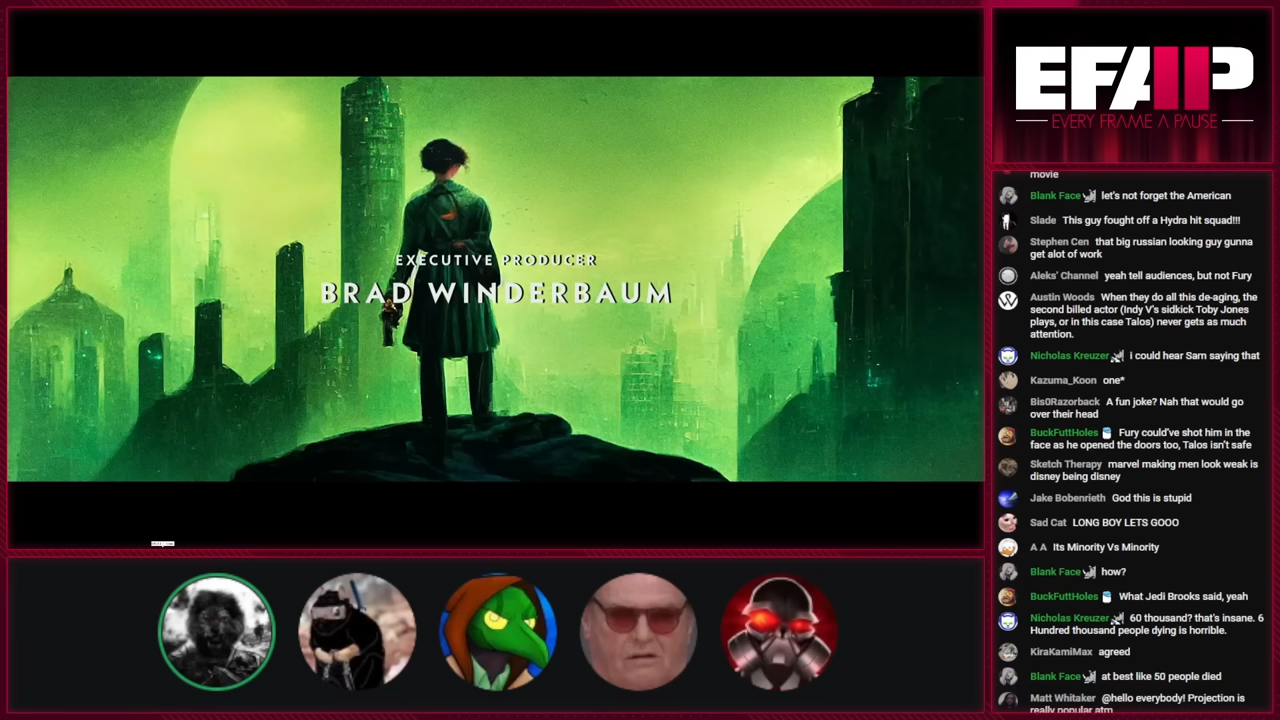 EXECUTIVE PRODUCER
BRAD WINDERBAUM
EFAP
EVERY FRAME A PAUSE
movie
Blank Face let's not forget the American
Slade This guy fought off a Hydra hit squad!!!
Stephen Cen that big russian looking guy gunna
get alot of work
Aleks' Channel yeah tell audiences, but not Fury
Austin Woods When they do all this de-aging, the
second billed actor (Indy V's sidkick Toby Jones
plays, or in this case Talos) never gets as much
attention.
Nicholas Kreuzer i could hear Sam saying that
Kazuma_Koon one*
Bis0Razorback A fun joke? Nah that would go
over their head
BuckFuttHoles Fury could've shot him in the
face as he opened the doors too, Talos isn't safe
Sketch Therapy marvel making men look weak is
disney being disney
Jake Bobenrieth God this is stupid
Sad Cat LONG BOY LETS GOOO
A A Its Minority Vs Minority
Blank Face how?
BuckFuttHoles What Jedi Brooks said, yeah
Nicholas Kreuzer 60 thousand? that's insane. 6
Hundred thousand people dying is horrible.
KiraKamiMax agreed
Blank Face at best like 50 people died
Matt Whitaker @hello everybody! Projection is
really popular atm